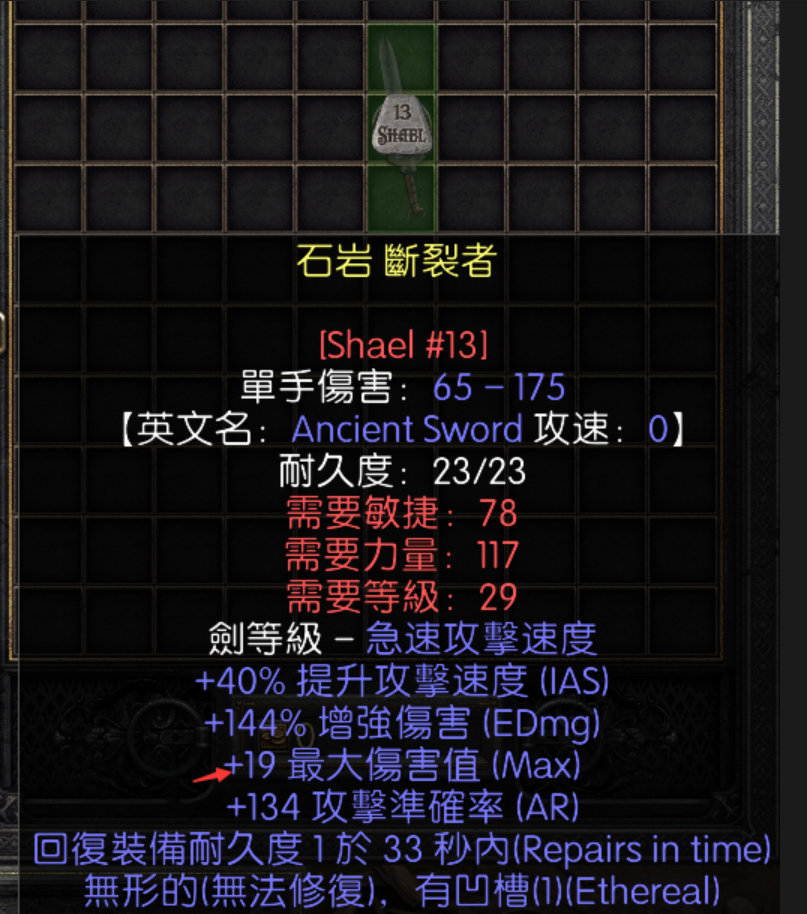 13
SHAEL
石岩 斷裂者
[Shael #13]
單手傷害: 65 – 175
【英文名: Ancient Sword 攻速: 0】
耐久度: 23/23
需要敏捷: 78
需要力量: 117
需要等級: 29
劍等級 – 急速攻擊速度
+40% 提升攻擊速度 (IAS)
+144% 增強傷害 (EDmg)
+19 最大傷害值 (Max)
+134 攻擊準確率 (AR)
回復裝備耐久度 1 於 33 秒內(Repairs in time)
無形的(無法修復), 有凹槽(1)(Ethereal)